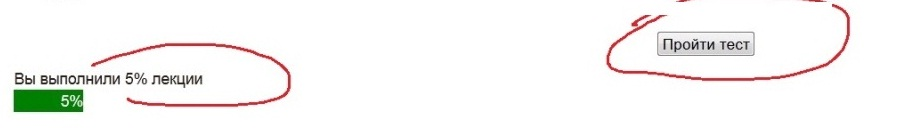 Пройти тест
Вы выполнили 5% лекции
5%